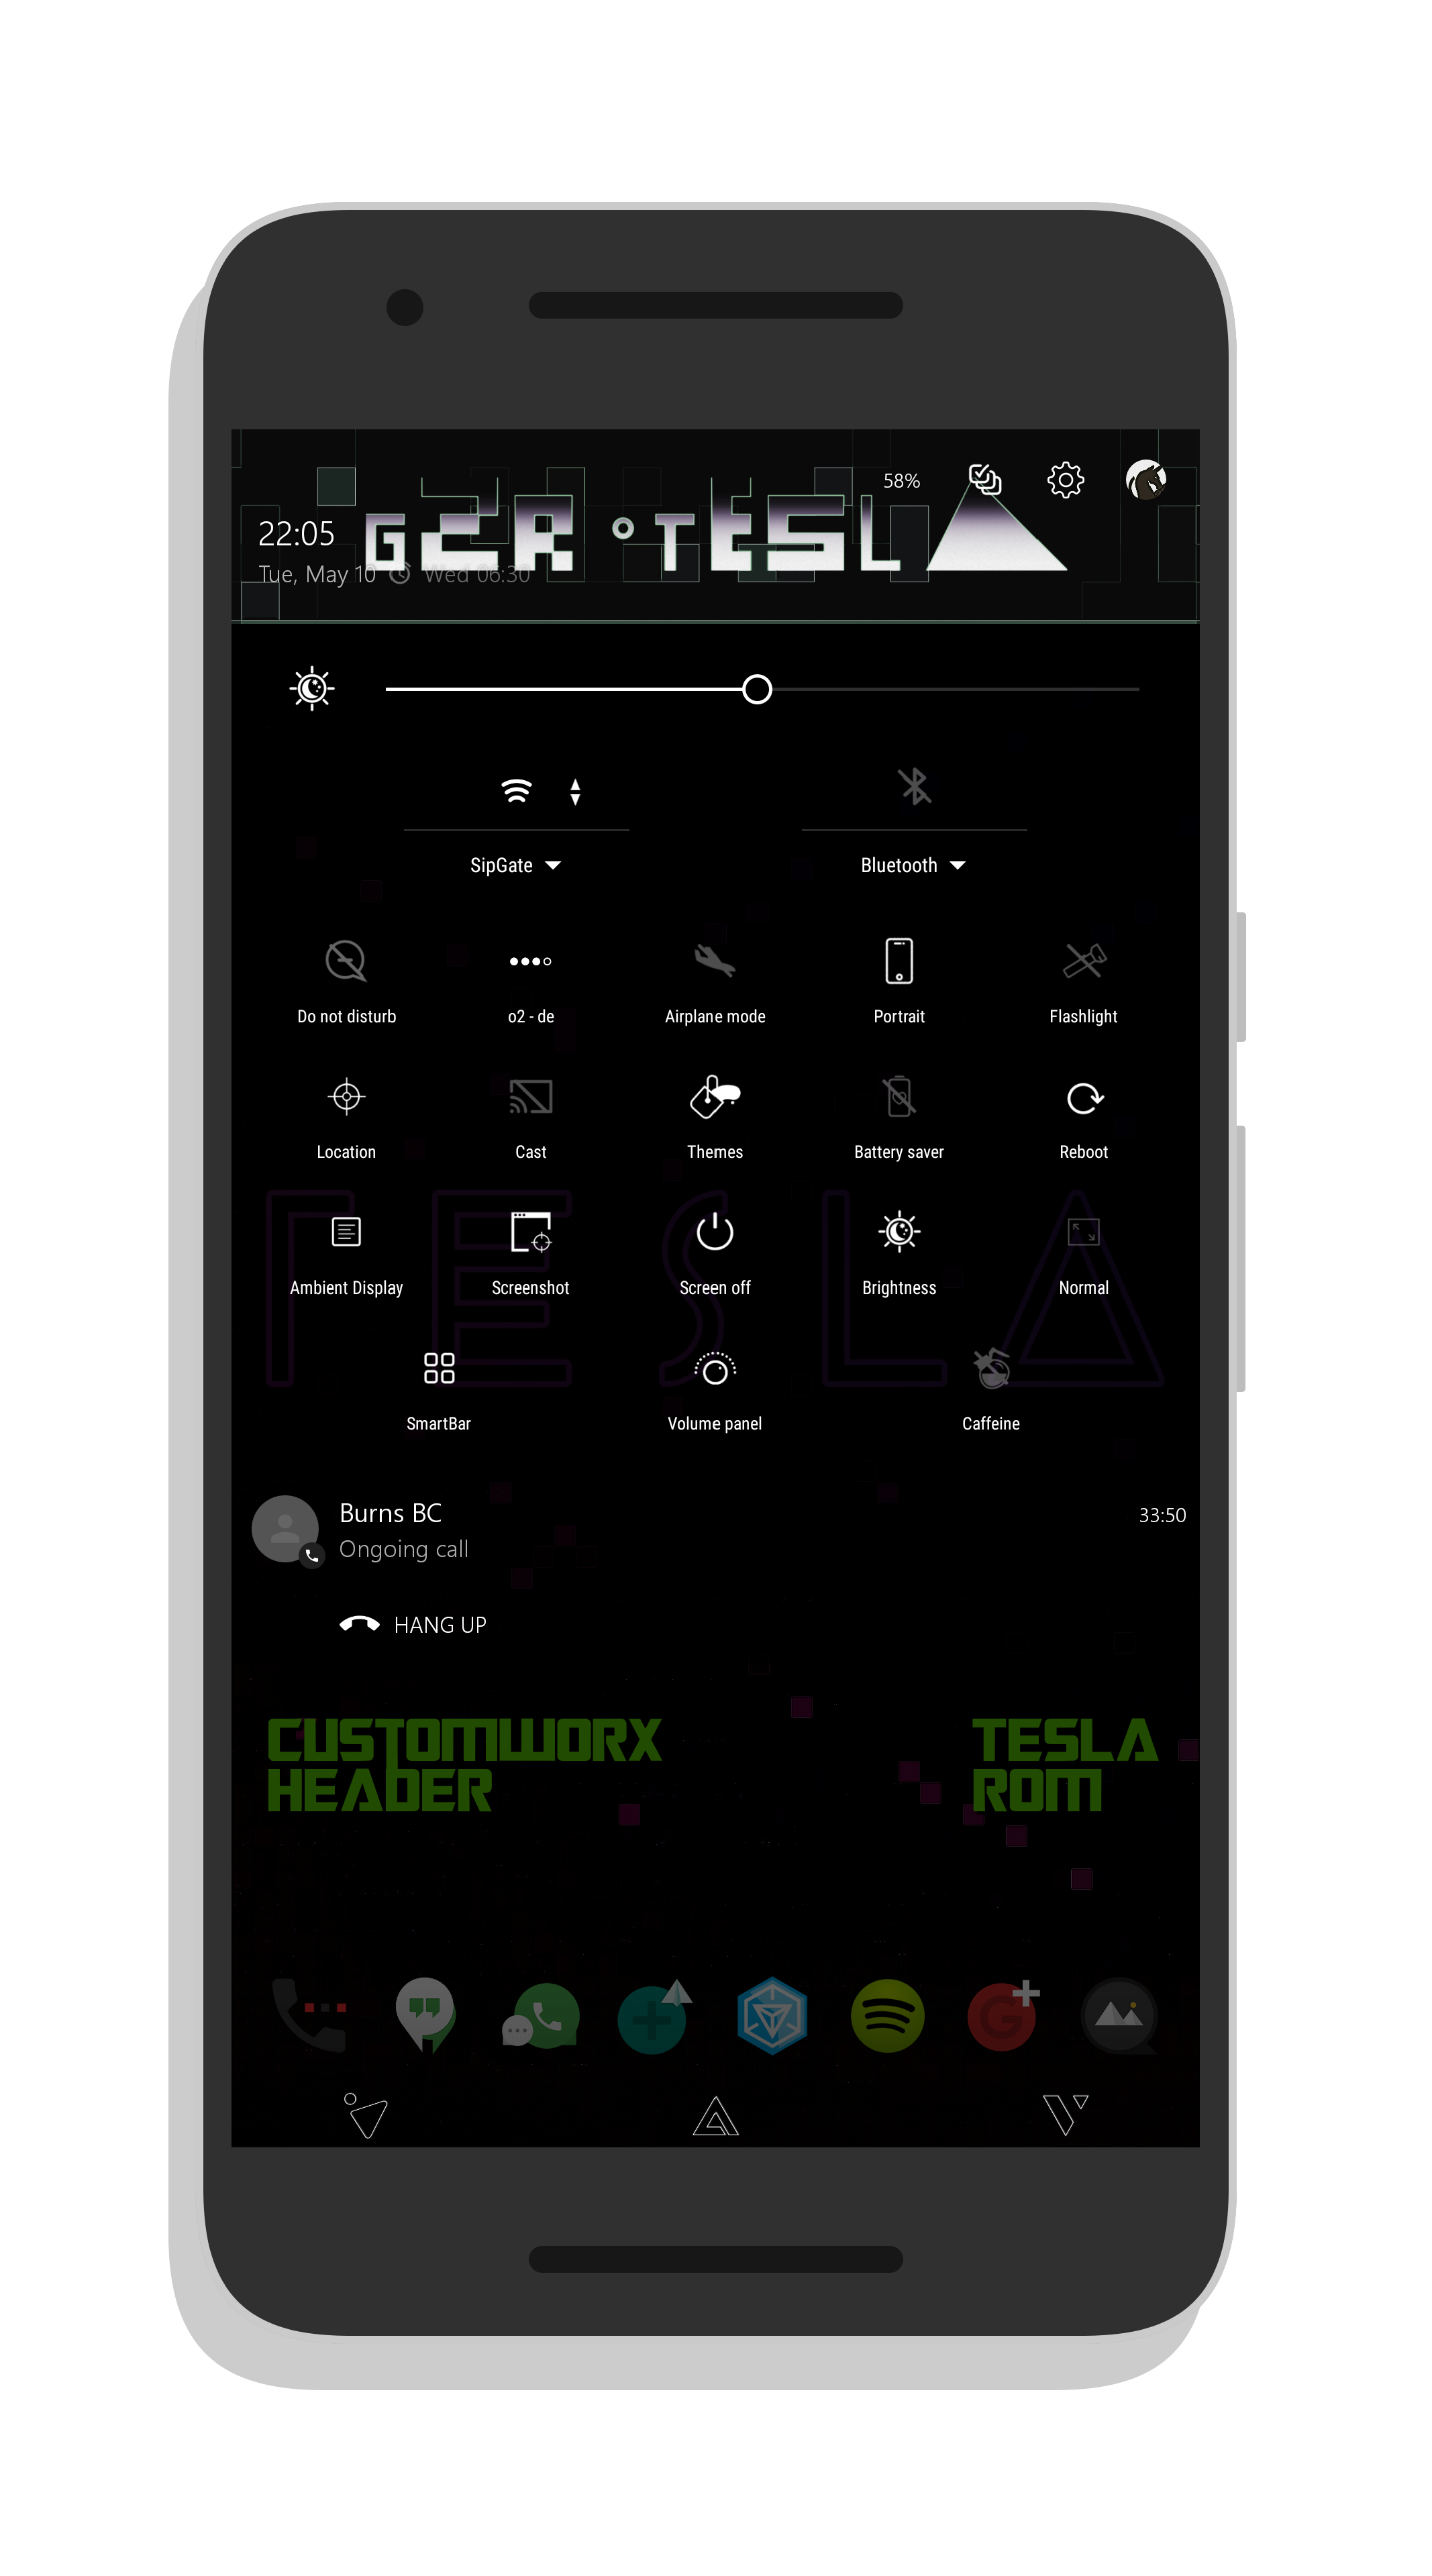 58%
GZR • TESLA
22:05
Tue, May 10 Wed 06:30
SipGate Bluetooth
Do not disturb o2 - de Airplane mode Portrait Flashlight
Location Cast Themes Battery saver Reboot
TESLA
Ambient Display Screenshot Screen off Brightness Normal
SmartBar Volume panel Caffeine
Burns BC 33:50
Ongoing call
HANG UP
CUSTOMWORX TESLA
HEADER ROM